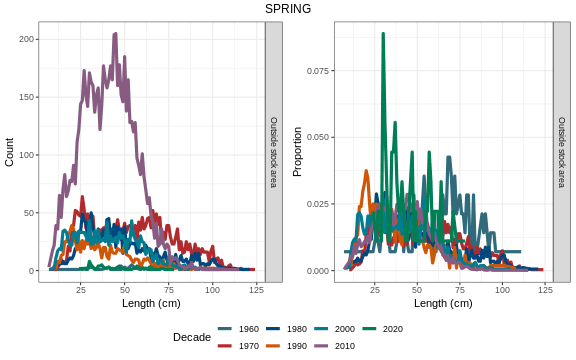 SPRING
200
150
100
50
0
Count
25 50 75 100 125
Length (cm)
Outside stock area
0.075
0.050
0.025
0.000
Proportion
25 50 75 100 125
Length (cm)
Outside stock area
Decade
1960 1980 2000 2020
1970 1990 2010